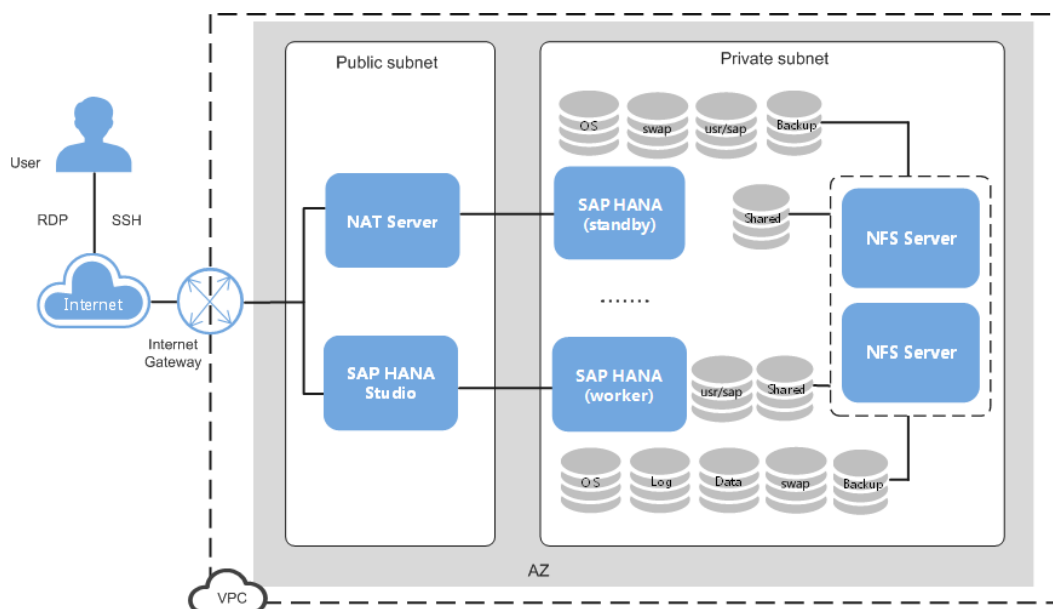 Public subnet
Private subnet
OS
swap
usr/sap
Backup
User
RDP
SSH
NAT Server
SAP HANA
(standby)
Shared
NFS Server
Internet
......
Internet
Gateway
SAP HANA
Studio
SAP HANA
(worker)
usr/sap
Shared
NFS Server
OS
Log
Data
swap
Backup
AZ
VPC